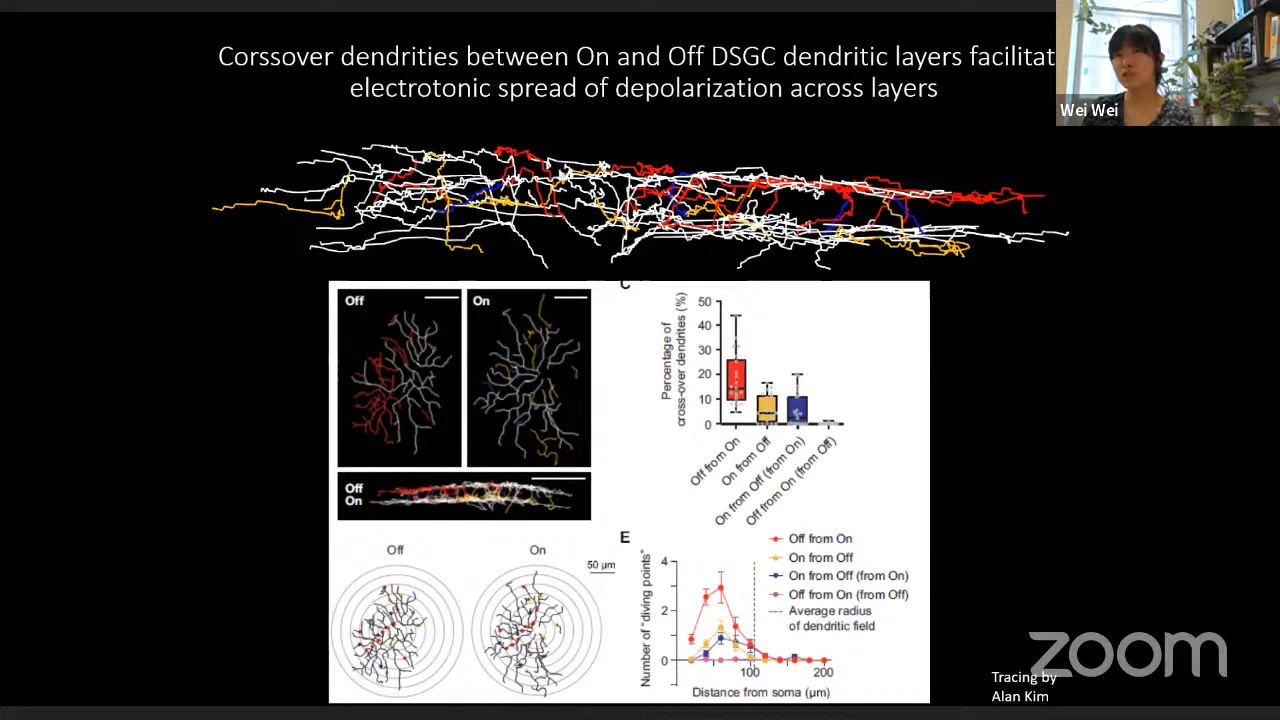 Corssover dendrities between On and Off DSGC dendritic layers facilitat
electrotonic spread of depolarization across layers
Wei Wei
Off
On
C
Percentage of
cross-over dendrites (%)
50
40
30
20
10
0
Off from On
On from Off
On from Off (from On)
Off from On (from Off)
Off
On
Off
On
50 μm
E
Number of "diving points"
4
2
0
100
200
Distance from soma (μm)
Off from On
On from Off
On from Off (from On)
Off from On (from Off)
Average radius
of dendritic field
zoom
Tracing by
Alan Kim